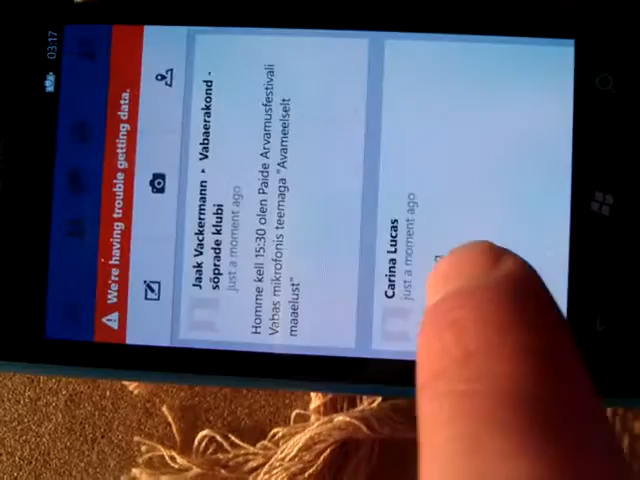 03:17
We're having trouble getting data.
Jaak Vackermann ▸ Vabaerakond -
sõprade klubi
just a moment ago
Homme kell 15:30 olen Paide Arvamusfestivali
Vabas mikrofonis teemaga "Avameelselt
maaelust"
Carina Lucas
just a moment ago